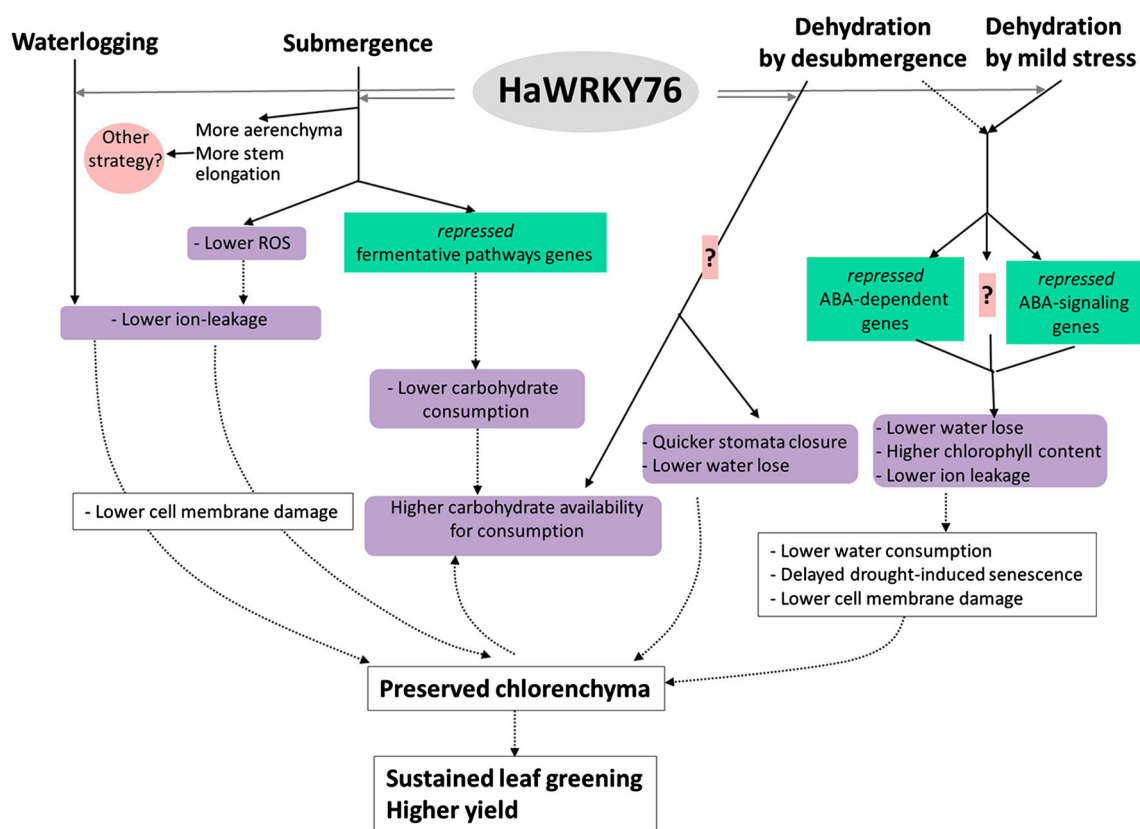 Waterlogging
Submergence
Dehydration
by desubmergence
Dehydration
by mild stress
HaWRKY76
More aerenchyma
More stem
elongation
Other
strategy?
- Lower ROS
repressed
fermentative pathways genes
?
repressed
ABA-dependent
genes
?
repressed
ABA-signaling
genes
- Lower ion-leakage
- Lower carbohydrate
consumption
- Quicker stomata closure
- Lower water lose
- Lower water lose
- Higher chlorophyll content
- Lower ion leakage
- Lower cell membrane damage
Higher carbohydrate availability
for consumption
- Lower water consumption
- Delayed drought-induced senescence
- Lower cell membrane damage
Preserved chlorenchyma
Sustained leaf greening
Higher yield